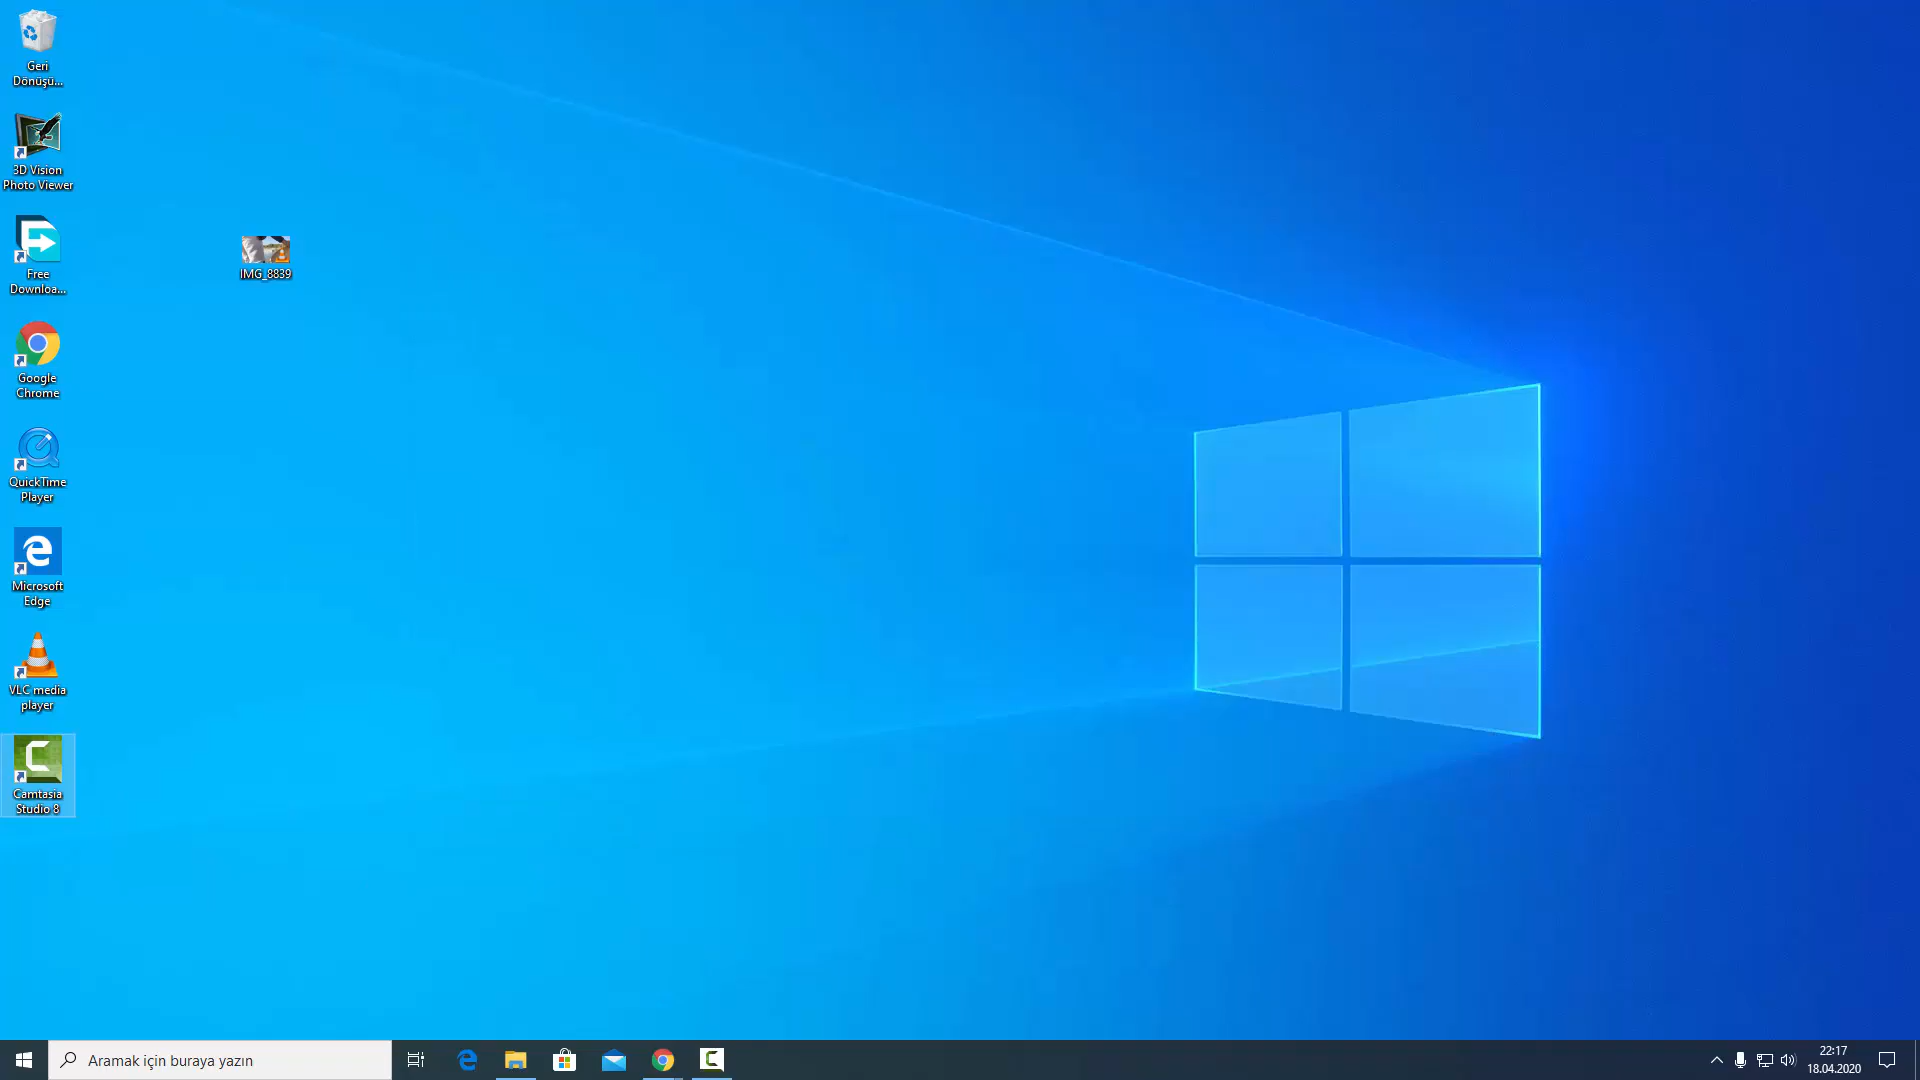 Geri
Dönüşü...
3D Vision
Photo Viewer
Free
Downloa...
IMG_8839
Google
Chrome
QuickTime
Player
Microsoft
Edge
VLC media
player
Camtasia
Studio 8
Aramak için buraya yazın
22:17
18.04.2020